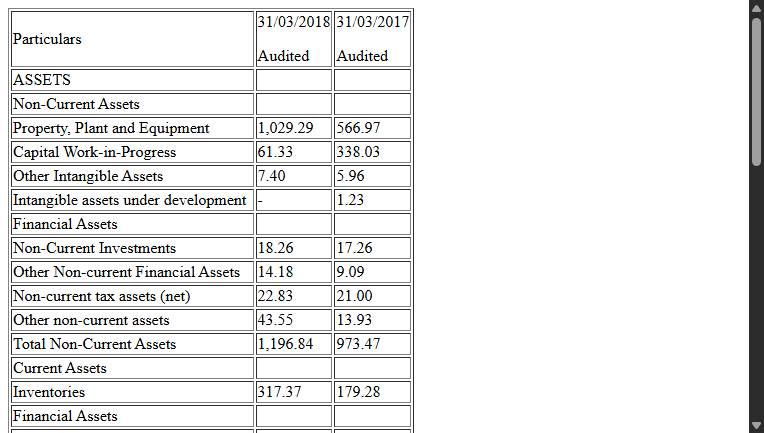 Particulars 31/03/2018 Audited 31/03/2017 Audited
ASSETS
Non-Current Assets
Property, Plant and Equipment 1,029.29 566.97
Capital Work-in-Progress 61.33 338.03
Other Intangible Assets 7.40 5.96
Intangible assets under development - 1.23
Financial Assets
Non-Current Investments 18.26 17.26
Other Non-current Financial Assets 14.18 9.09
Non-current tax assets (net) 22.83 21.00
Other non-current assets 43.55 13.93
Total Non-Current Assets 1,196.84 973.47
Current Assets
Inventories 317.37 179.28
Financial Assets